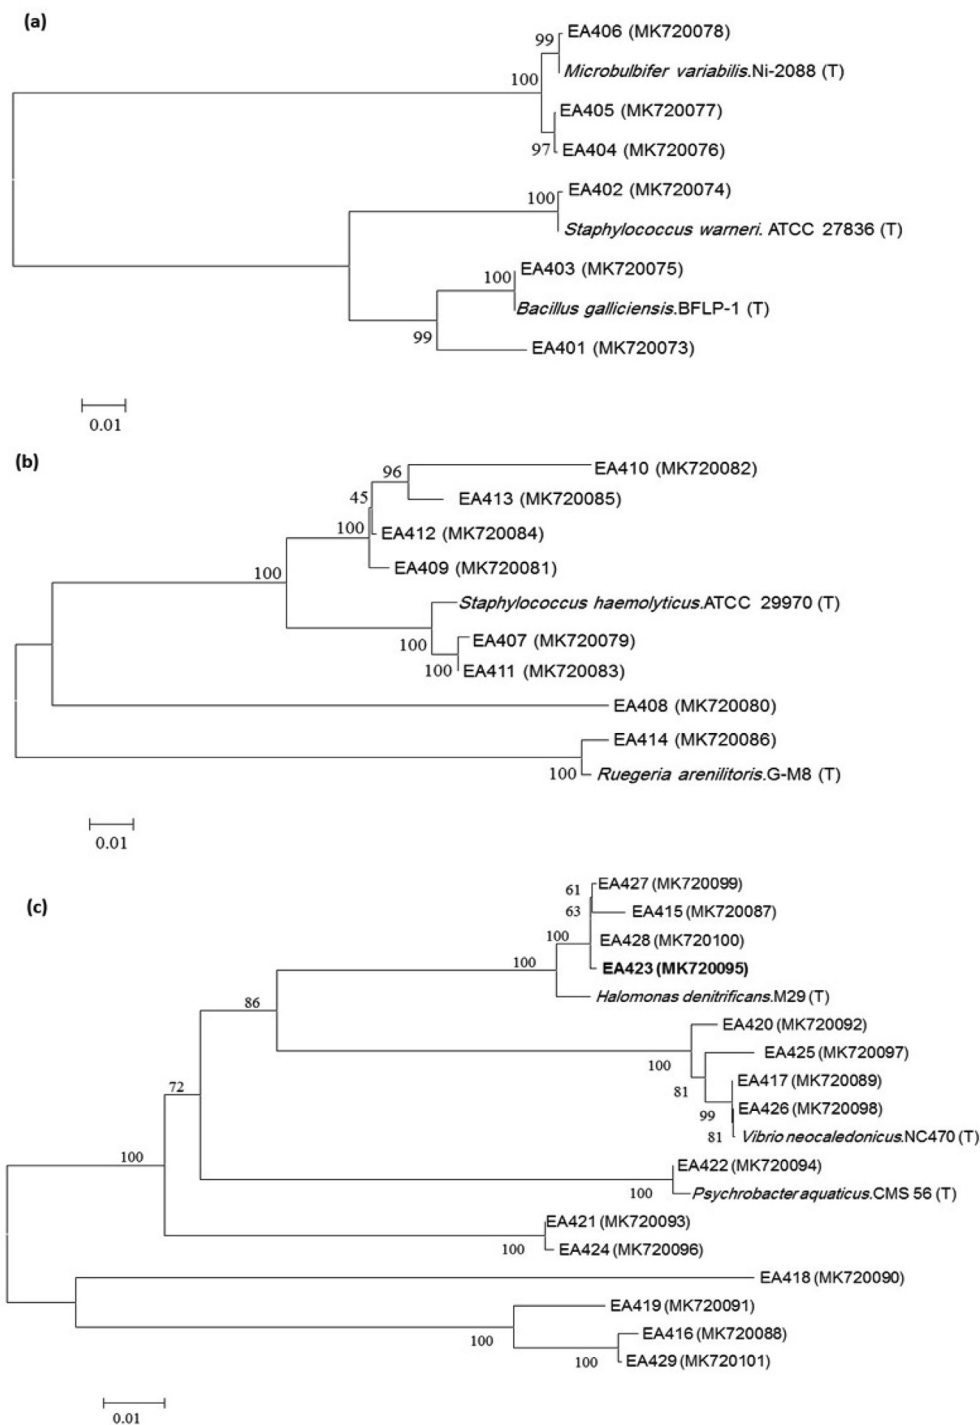 (a)
99
EA406 (MK720078)
Microbulbifer variabilis.Ni-2088 (T)
100
EA405 (MK720077)
97
EA404 (MK720076)
100
EA402 (MK720074)
Staphylococcus warneri. ATCC 27836 (T)
EA403 (MK720075)
100
Bacillus galliciensis.BFLP-1 (T)
99
EA401 (MK720073)
0.01
(b)
96
EA410 (MK720082)
45
EA413 (MK720085)
100
EA412 (MK720084)
EA409 (MK720081)
100
Staphylococcus haemolyticus.ATCC 29970 (T)
100
EA407 (MK720079)
100
EA411 (MK720083)
EA408 (MK720080)
EA414 (MK720086)
100
Ruegeria arenilitoris.G-M8 (T)
0.01
(c)
61
EA427 (MK720099)
63
EA415 (MK720087)
100
EA428 (MK720100)
100
EA423 (MK720095)
Halomonas denitrificans.M29 (T)
86
EA420 (MK720092)
100
EA425 (MK720097)
81
EA417 (MK720089)
99
EA426 (MK720098)
81
Vibrio neocaledonicus.NC470 (T)
72
100
EA422 (MK720094)
100
Psychrobacter aquaticus.CMS 56 (T)
EA421 (MK720093)
100
EA424 (MK720096)
EA418 (MK720090)
EA419 (MK720091)
100
EA416 (MK720088)
100
EA429 (MK720101)
0.01